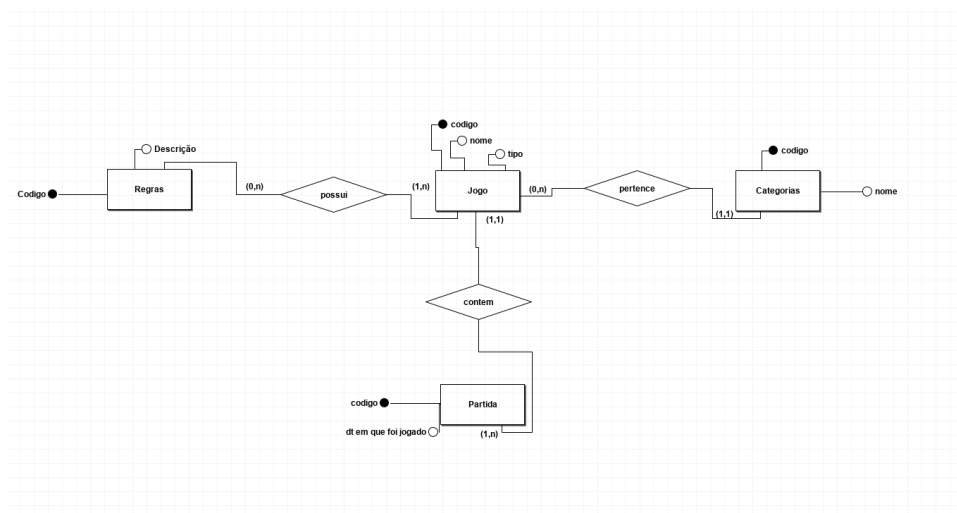 codigo
nome
tipo
Descrição
codigo
Codigo
Regras
(0,n)
possui
(1,n)
Jogo
(0,n)
pertence
Categorias
nome
(1,1)
(1,1)
contem
codigo
Partida
dt em que foi jogado
(1,n)